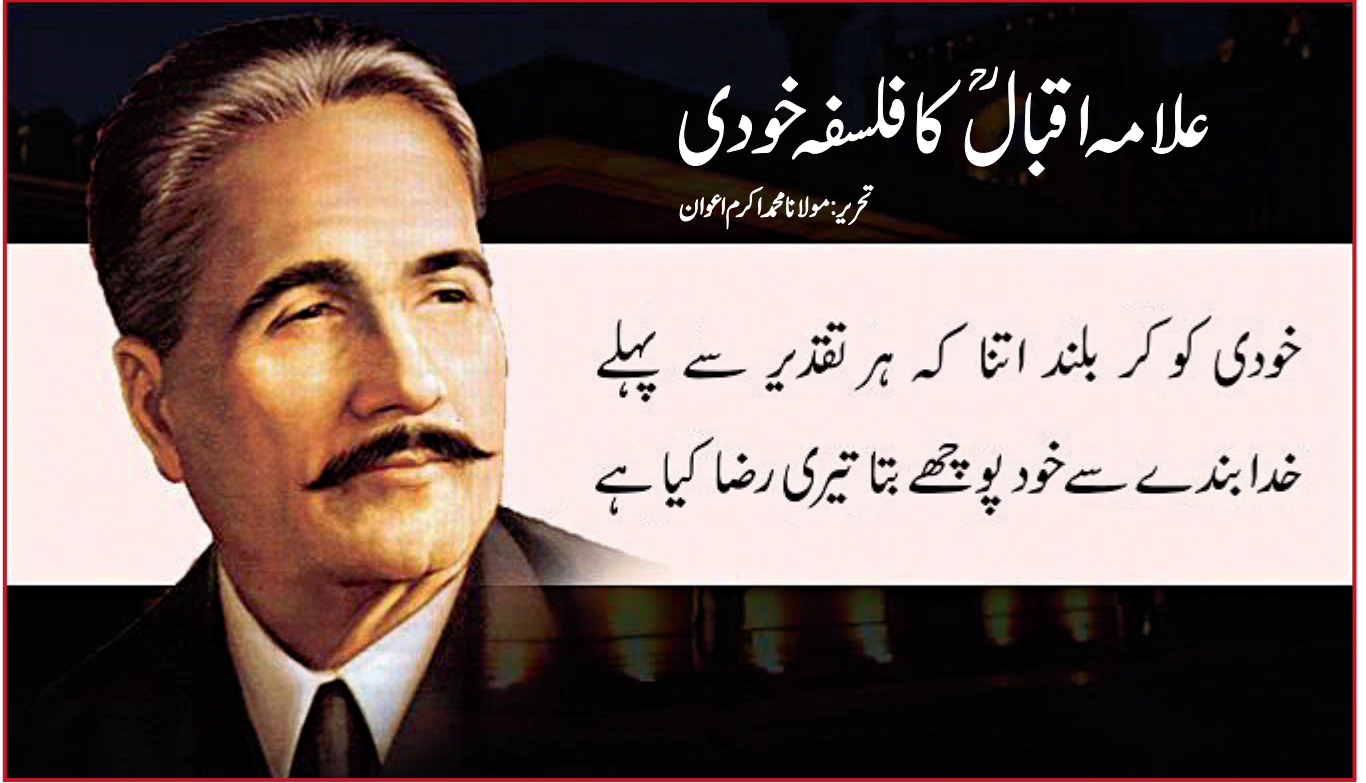 علامہ اقبالؒ کا فلسفہ خودی
تحریر: مولانا محمد اکرم اعوان
خودی کو کر بلند اتنا کہ ہر تقدیر سے پہلے
خدا بندے سے خود پوچھے بتا تیری رضا کیا ہے